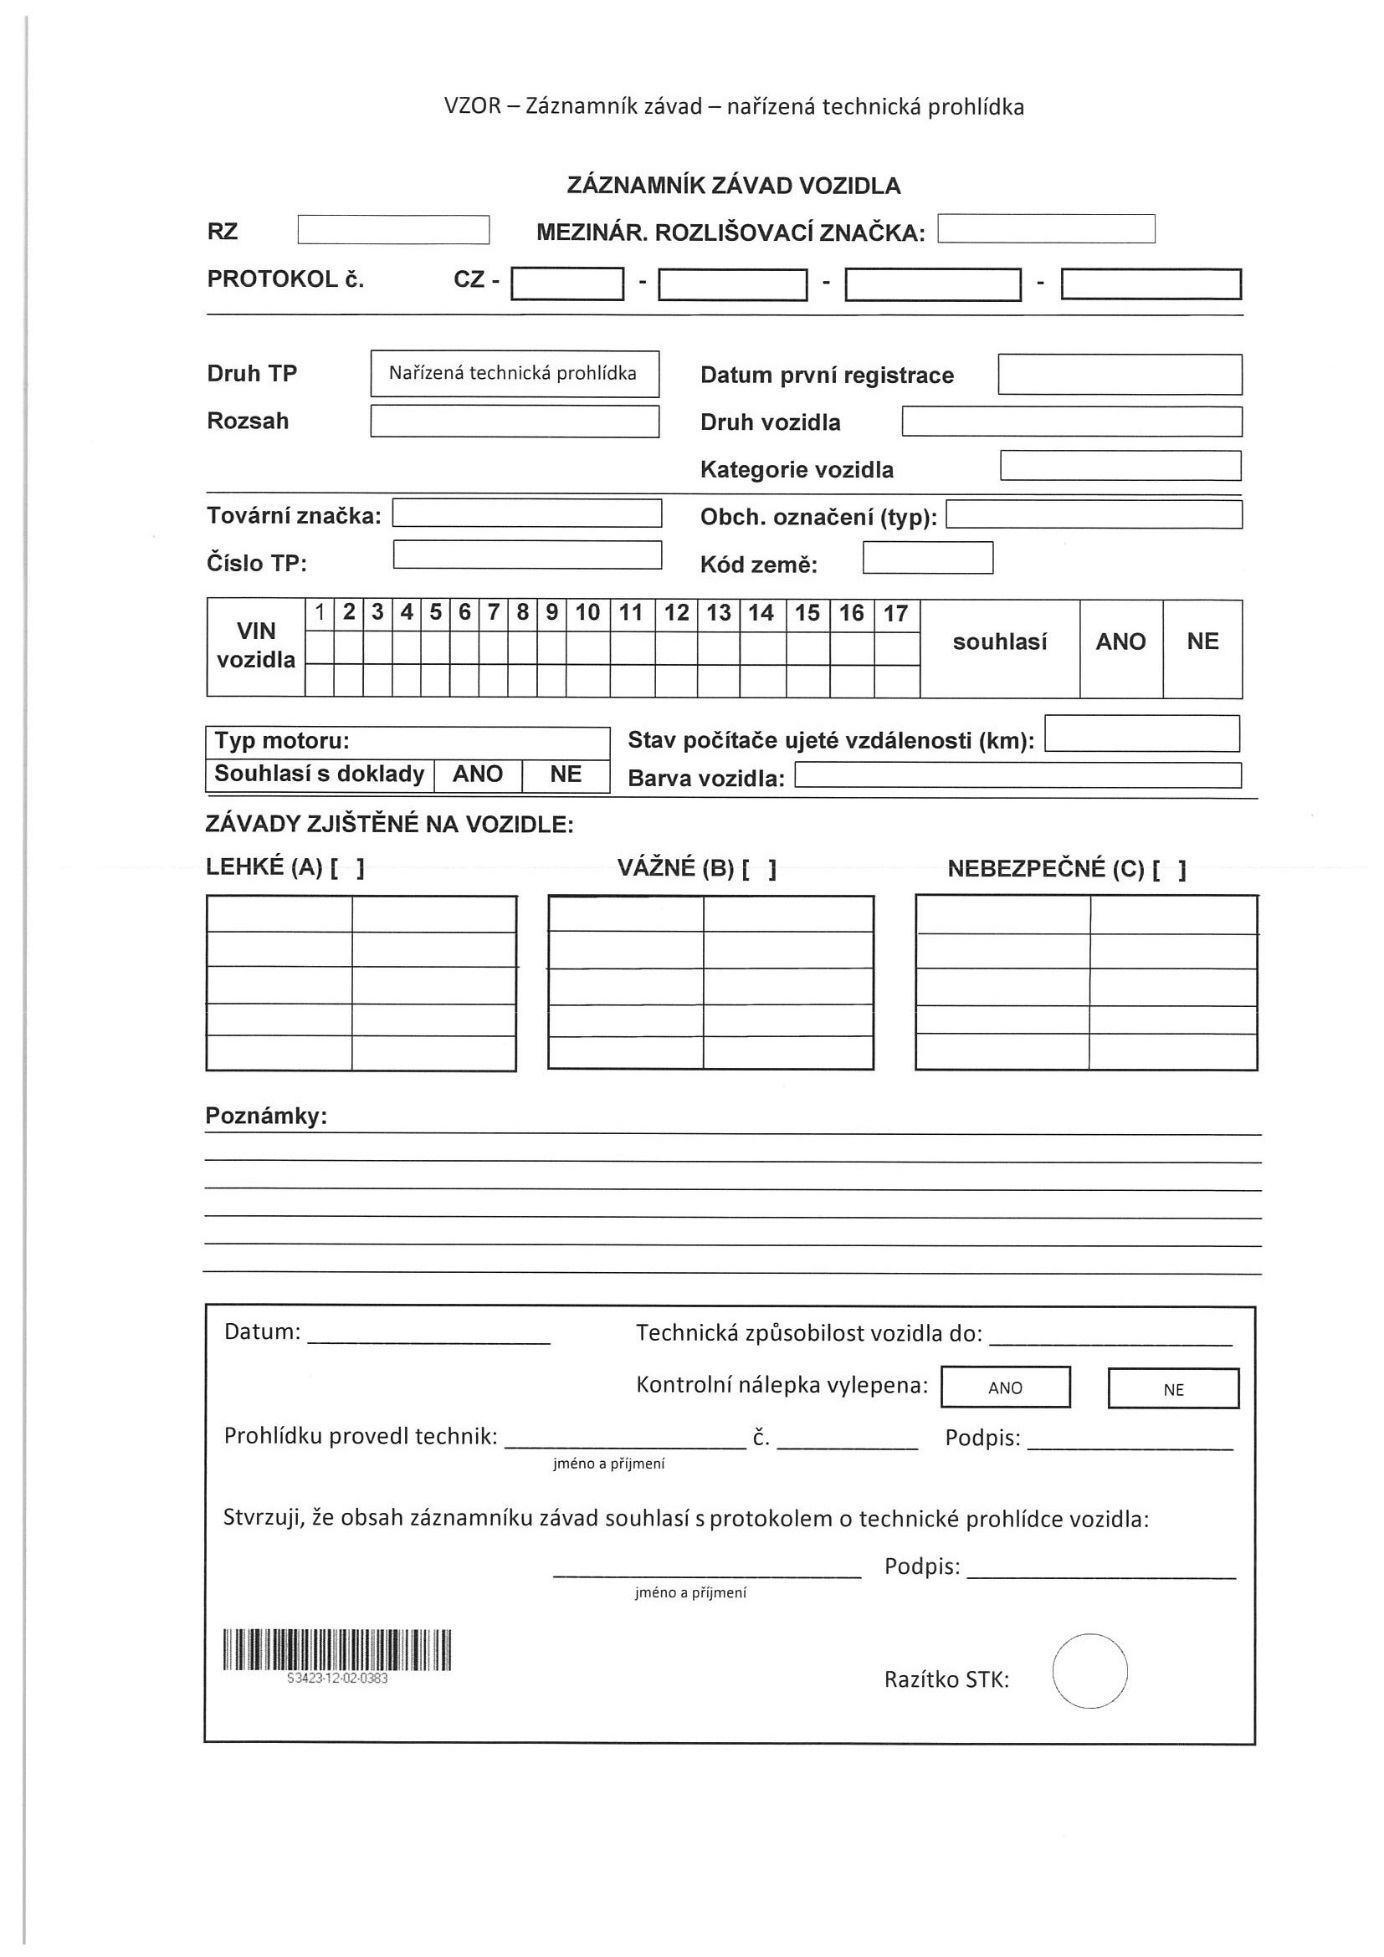 VZOR – Záznamník závad – nařízená technická prohlídka
ZÁZNAMNÍK ZÁVAD VOZIDLA
RZ MEZINÁR. ROZLIŠOVACÍ ZNAČKA:
PROTOKOL č. CZ - - - -
Druh TP Nařízená technická prohlídka Datum první registrace
Rozsah Druh vozidla
Kategorie vozidla
Tovární značka: Obch. označení (typ):
Číslo TP: Kód země:
VIN vozidla 1 2 3 4 5 6 7 8 9 10 11 12 13 14 15 16 17 souhlasí ANO NE
Typ motoru: Stav počítače ujeté vzdálenosti (km):
Souhlasí s doklady ANO NE Barva vozidla:
ZÁVADY ZJIŠTĚNÉ NA VOZIDLE:
LEHKÉ (A) [ ] VÁŽNÉ (B) [ ] NEBEZPEČNÉ (C) [ ]
Poznámky:
Datum: Technická způsobilost vozidla do:
Kontrolní nálepka vylepena: ANO NE
Prohlídku provedl technik: č. Podpis:
jméno a příjmení
Stvrzuji, že obsah záznamníku závad souhlasí s protokolem o technické prohlídce vozidla:
Podpis:
jméno a příjmení
S3423-12-02-0383
Razítko STK: